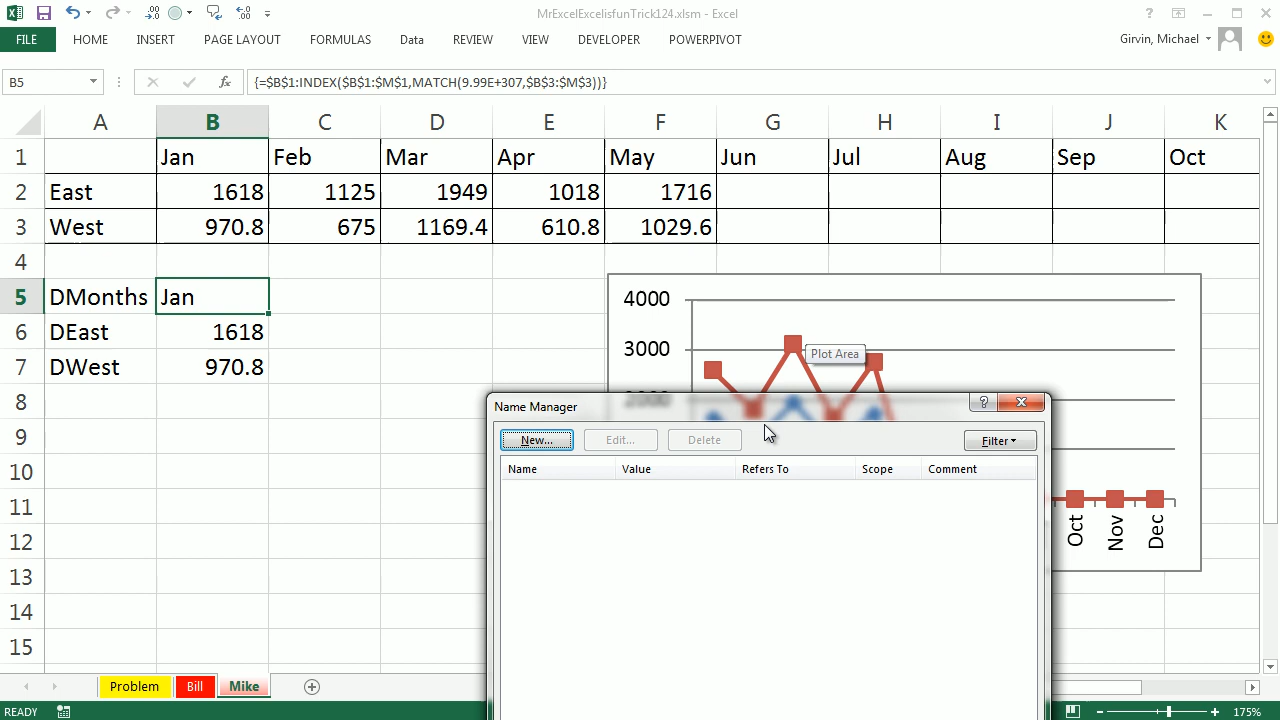 MrExcelExcelisfunTrick124.xlsm - Excel
FILE HOME INSERT PAGE LAYOUT FORMULAS Data REVIEW VIEW DEVELOPER POWERPIVOT Girvin, Michael
B5 fx {=$B$1:INDEX($B$1:$M$1,MATCH(9.99E+307,$B$3:$M$3))}
A B C D E F G H I J K
1 Jan Feb Mar Apr May Jun Jul Aug Sep Oct
2 East 1618 1125 1949 1018 1716
3 West 970.8 675 1169.4 610.8 1029.6
4
5 DMonths Jan
6 DEast 1618
7 DWest 970.8
8
9
10
11
12
13
14
15
4000
3000
Plot Area
2000
Oct Nov Dec
Name Manager
New... Edit... Delete Filter
Name Value Refers To Scope Comment
Problem Bill Mike
READY 175%